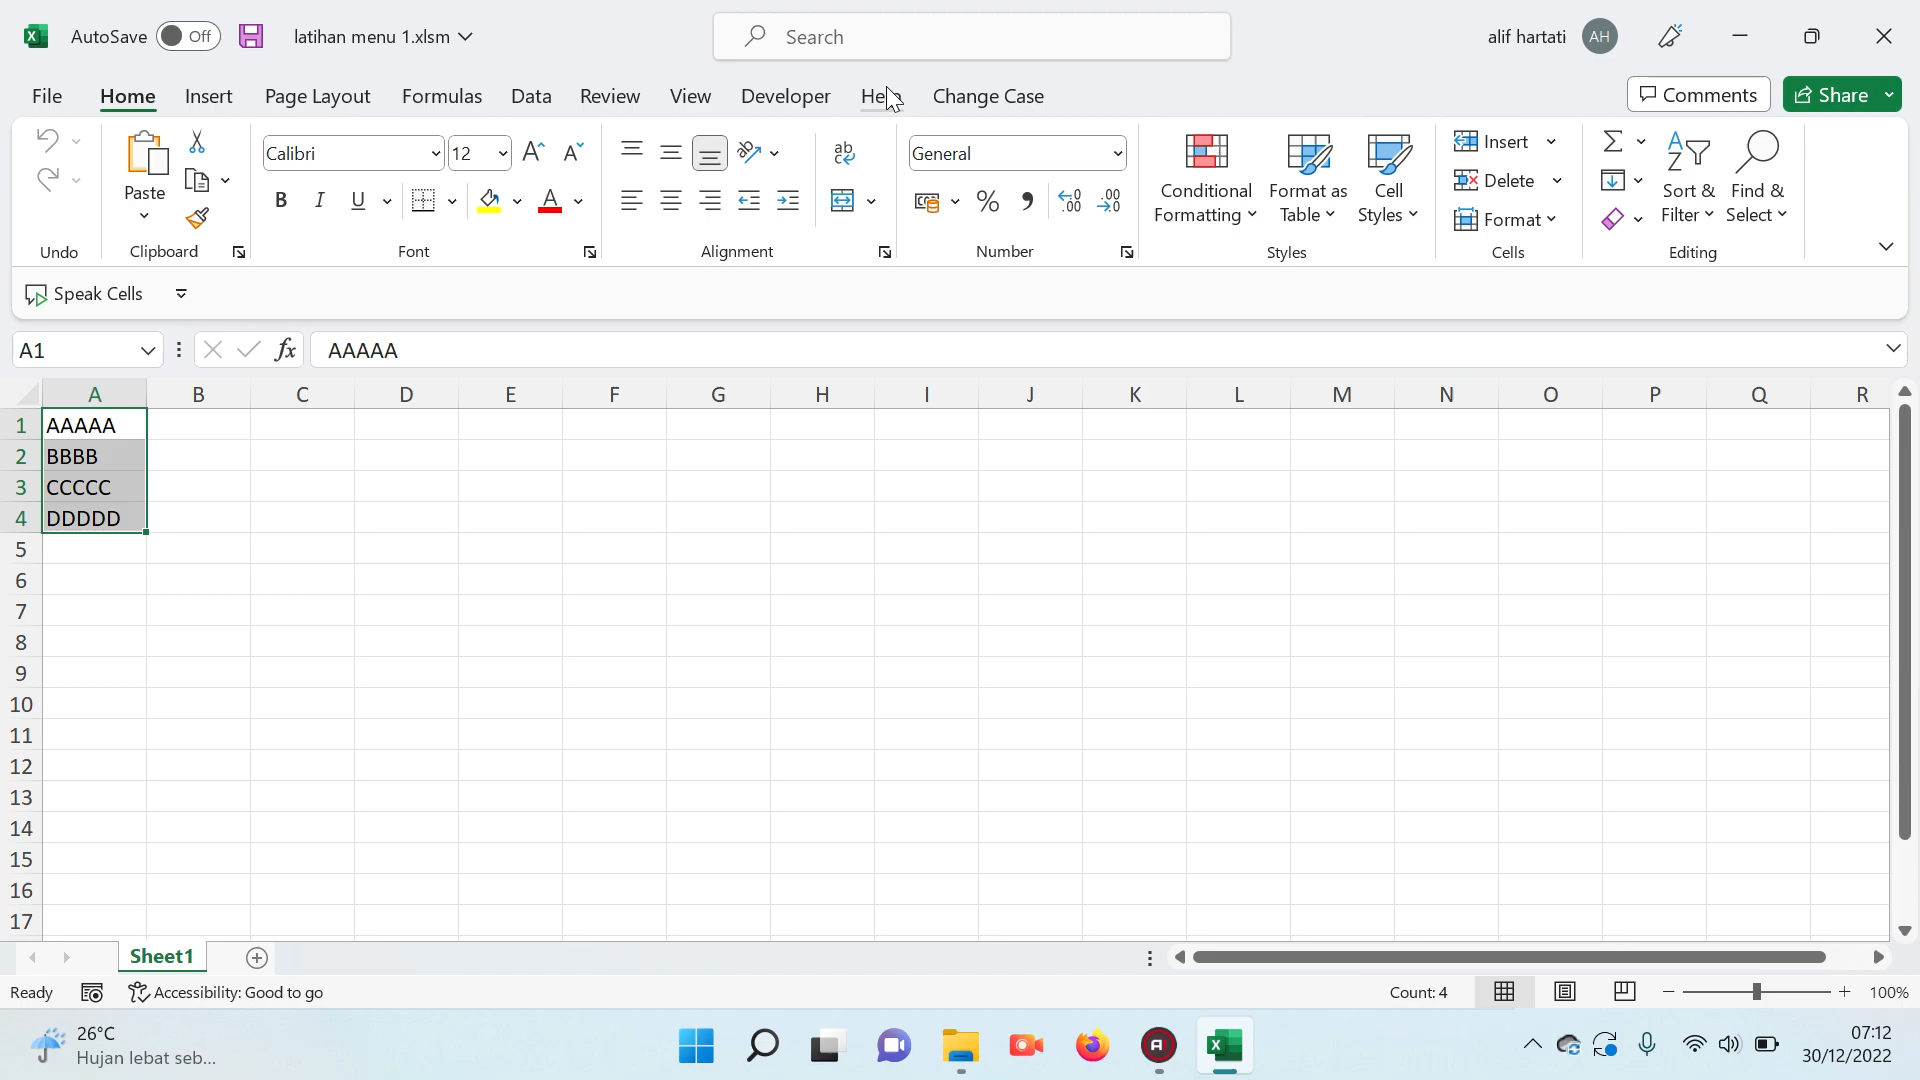 AutoSave Off latihan menu 1.xlsm Search alif hartati AH
File Home Insert Page Layout Formulas Data Review View Developer Help Change Case Comments Share
Paste
Calibri 12
B I U
ab
c
General
% .00
Conditional
Formatting
Format as
Table
Cell
Styles
Insert
Delete
Format
Sort &
Filter
Find &
Select
Undo Clipboard Font Alignment Number Styles Cells Editing
Speak Cells
A1 fx AAAAA
A B C D E F G H I J K L M N O P Q R
1 AAAAA
2 BBBB
3 CCCCC
4 DDDDD
5
6
7
8
9
10
11
12
13
14
15
16
17
Sheet1
Ready Accessibility: Good to go Count: 4 100%
26°C
Hujan lebat seb...
07:12
30/12/2022